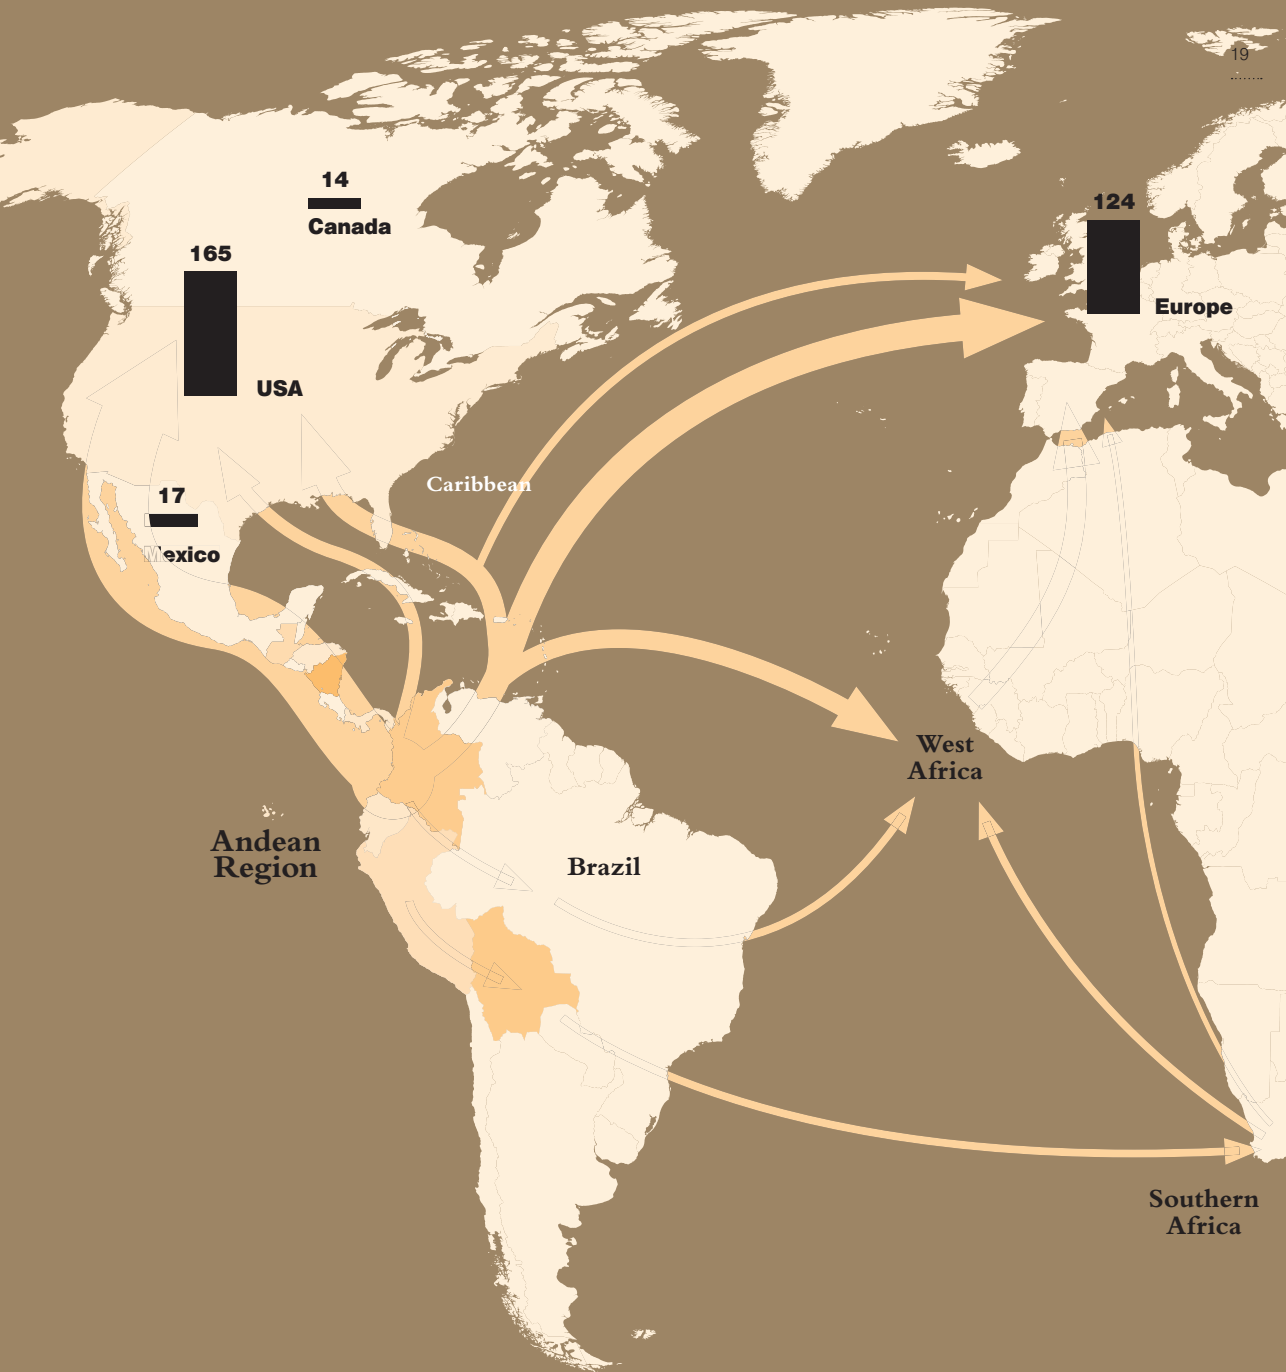 19
14
Canada
124
165
Europe
USA
Caribbean
17
Mexico
West
Africa
Andean
Region
Brazil
Southern
Africa